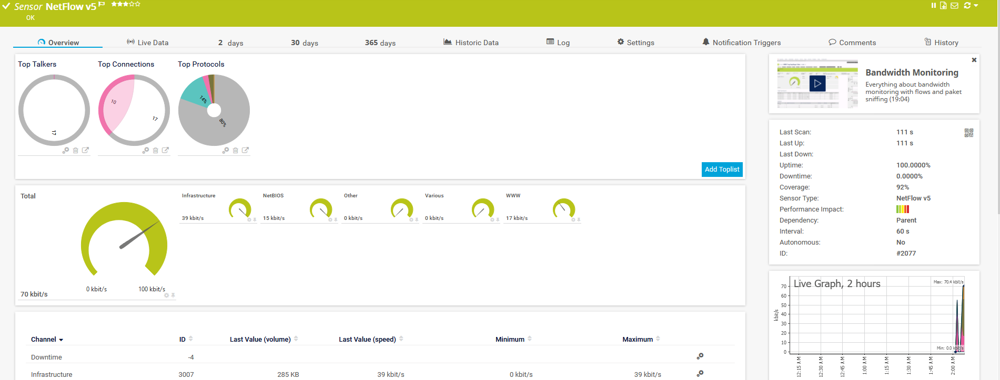 Sensor NetFlow v5
OK
Overview
Live Data
2 days
30 days
365 days
Historic Data
Log
Settings
Notification Triggers
Comments
History
Top Talkers
Top Connections
Top Protocols
17
10
17
14%
80%
Add Toplist
Total
70 kbit/s
0 kbit/s
100 kbit/s
Infrastructure
39 kbit/s
NetBIOS
15 kbit/s
Other
0 kbit/s
Various
0 kbit/s
WWW
17 kbit/s
Channel ID Last Value (volume) Last Value (speed) Minimum Maximum
Downtime -4
Infrastructure 3007 285 KB 39 kbit/s 0 kbit/s 39 kbit/s
Bandwidth Monitoring
Everything about bandwidth
monitoring with flows and paket
sniffing (19:04)
Last Scan: 111 s
Last Up: 111 s
Last Down:
Uptime: 100.0000%
Downtime: 0.0000%
Coverage: 92%
Sensor Type: NetFlow v5
Performance Impact:
Dependency: Parent
Interval: 60 s
Autonomous: No
ID: #2077
Live Graph, 2 hours
Max: 70.4 kbit/s
Min: 0.0 kbit/s
kbit/s
70
60
50
40
30
20
10
0
12:15 AM
12:30 AM
12:45 AM
1:00 AM
1:15 AM
1:30 AM
1:45 AM
2:00 AM